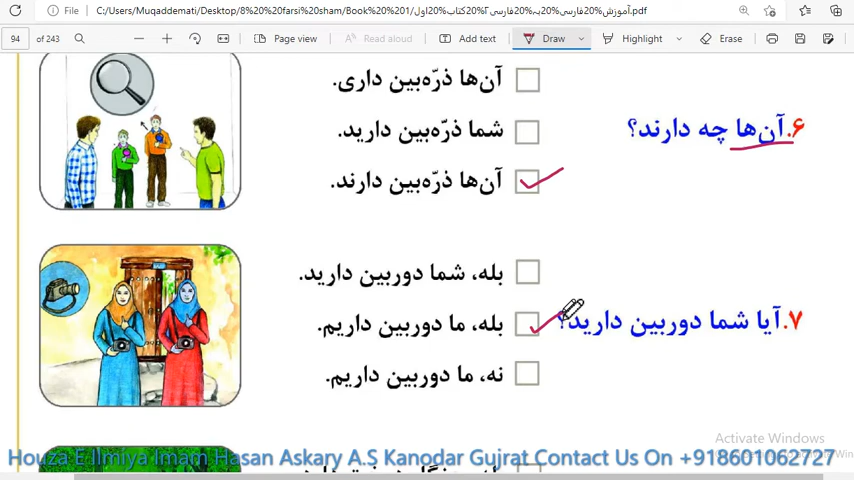 File
C:/Users/Muqaddemati/Desktop/8%20%20farsi%20sham/Book%20%201/آموزش%20فارسی%20به%20فارسی%20%20کتاب%20اول.pdf
94 of 243
Page view
Read aloud
Add text
Draw
Highlight
Erase
آن‌ها ذرّه‌بین داری.
۶.آن‌ها چه دارند؟
شما ذرّه‌بین دارید.
آن‌ها ذرّه‌بین دارند.
بله، شما دوربین دارید.
۷.آیا شما دوربین دارید؟
بله، ما دوربین داریم.
نه، ما دوربین داریم.
Activate Windows
Houza E Ilmiya Imam Hasan Askary A.S Kanodar Gujrat Contact Us On +918601062727